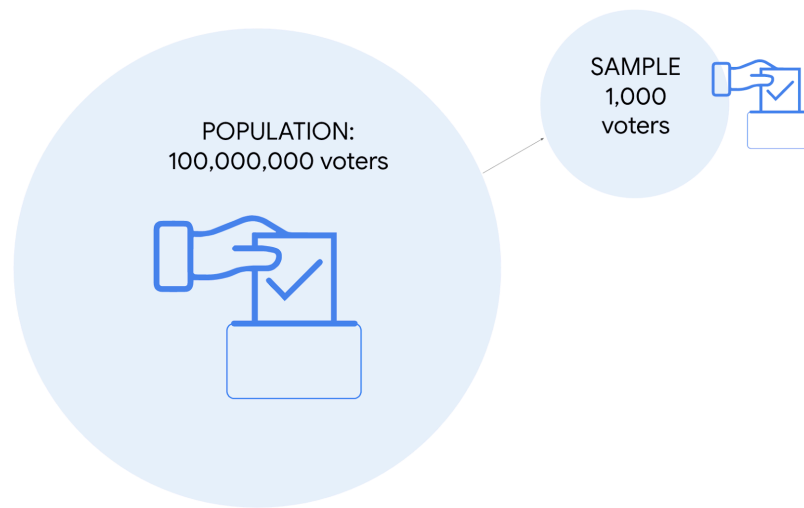 POPULATION:
100,000,000 voters
SAMPLE
1,000
voters